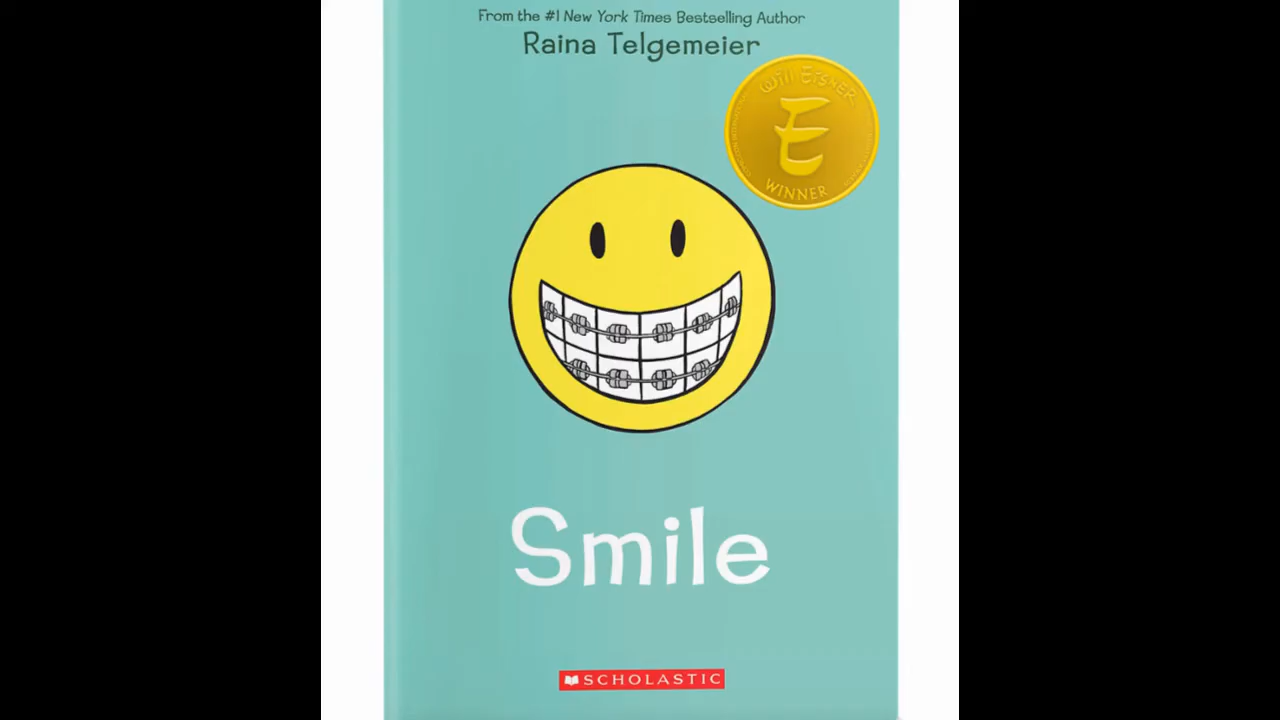 From the #1 New York Times Bestselling Author
Raina Telgemeier
Will Eisner
E
WINNER
Smile
SCHOLASTIC